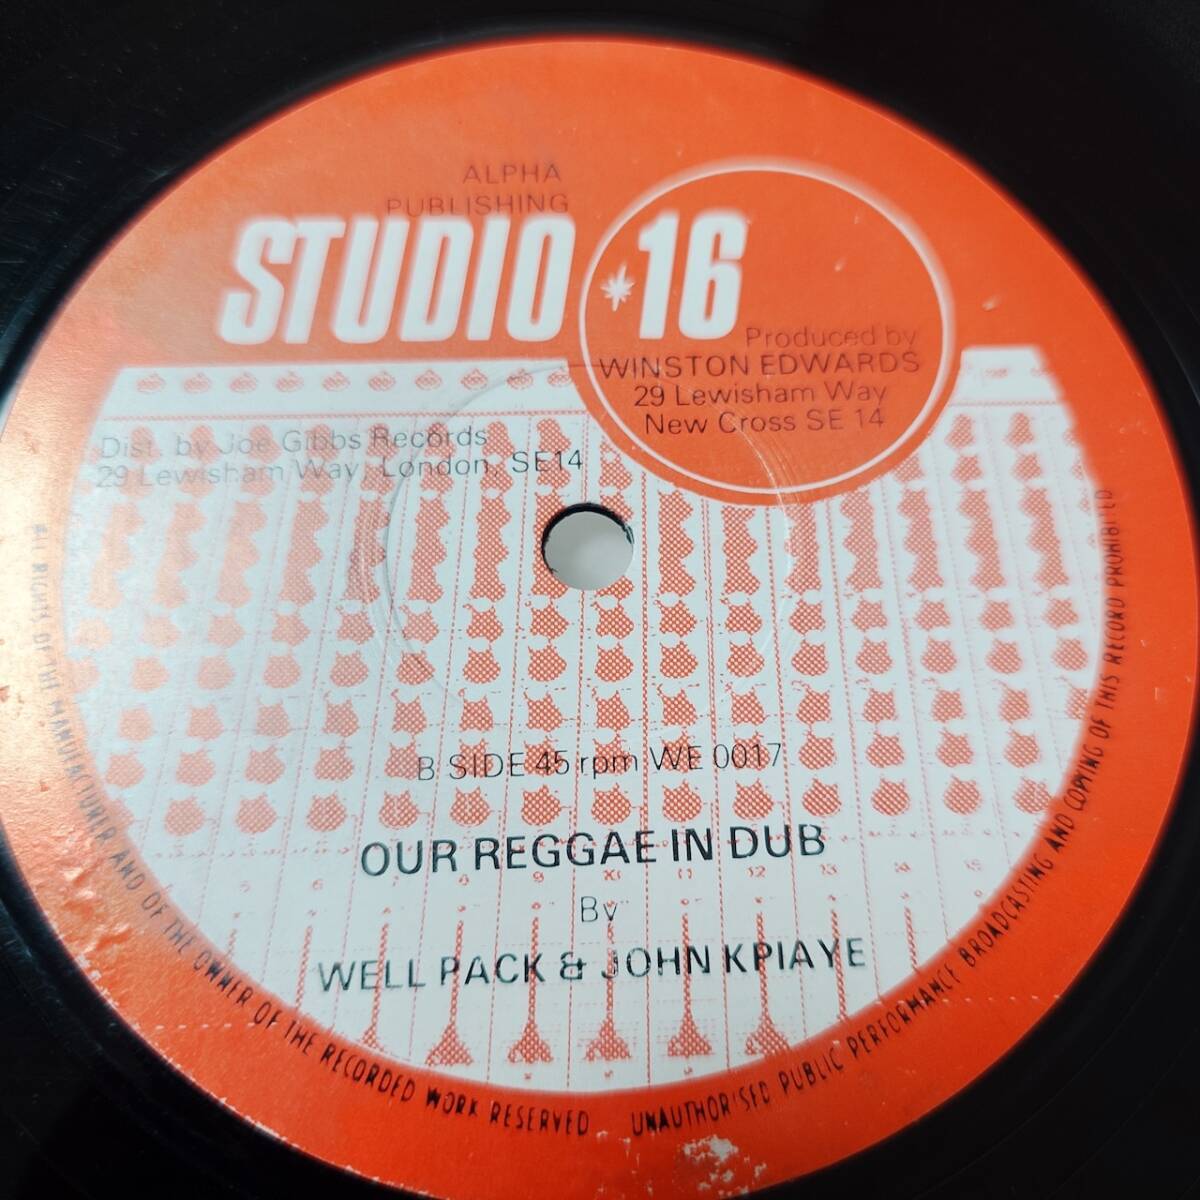 ALPHA
PUBLISHING
STUDIO *16
Produced by
WINSTON EDWARDS
29 Lewisham Way
New Cross SE 14
Dist. by Joe Gibbs Records
29 Lewisham Way, London, SE14
B SIDE 45 rpm WE 0017
OUR REGGAE IN DUB
By
WELL PACK & JOHN KPIAYE
ALL RIGHTS OF THE MANUFACTURER AND OF THE OWNER OF THE RECORDED WORK RESERVED
UNAUTHORISED PUBLIC PERFORMANCE BROADCASTING AND COPYING OF THIS RECORD PROHIBITED